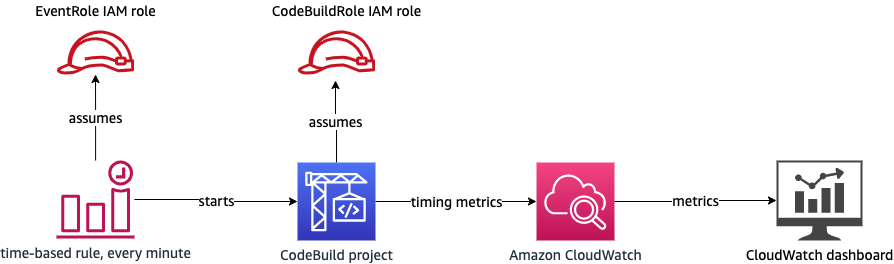 EventRole IAM role
CodeBuildRole IAM role
assumes
assumes
starts
timing metrics
metrics
time-based rule, every minute
CodeBuild project
Amazon CloudWatch
CloudWatch dashboard